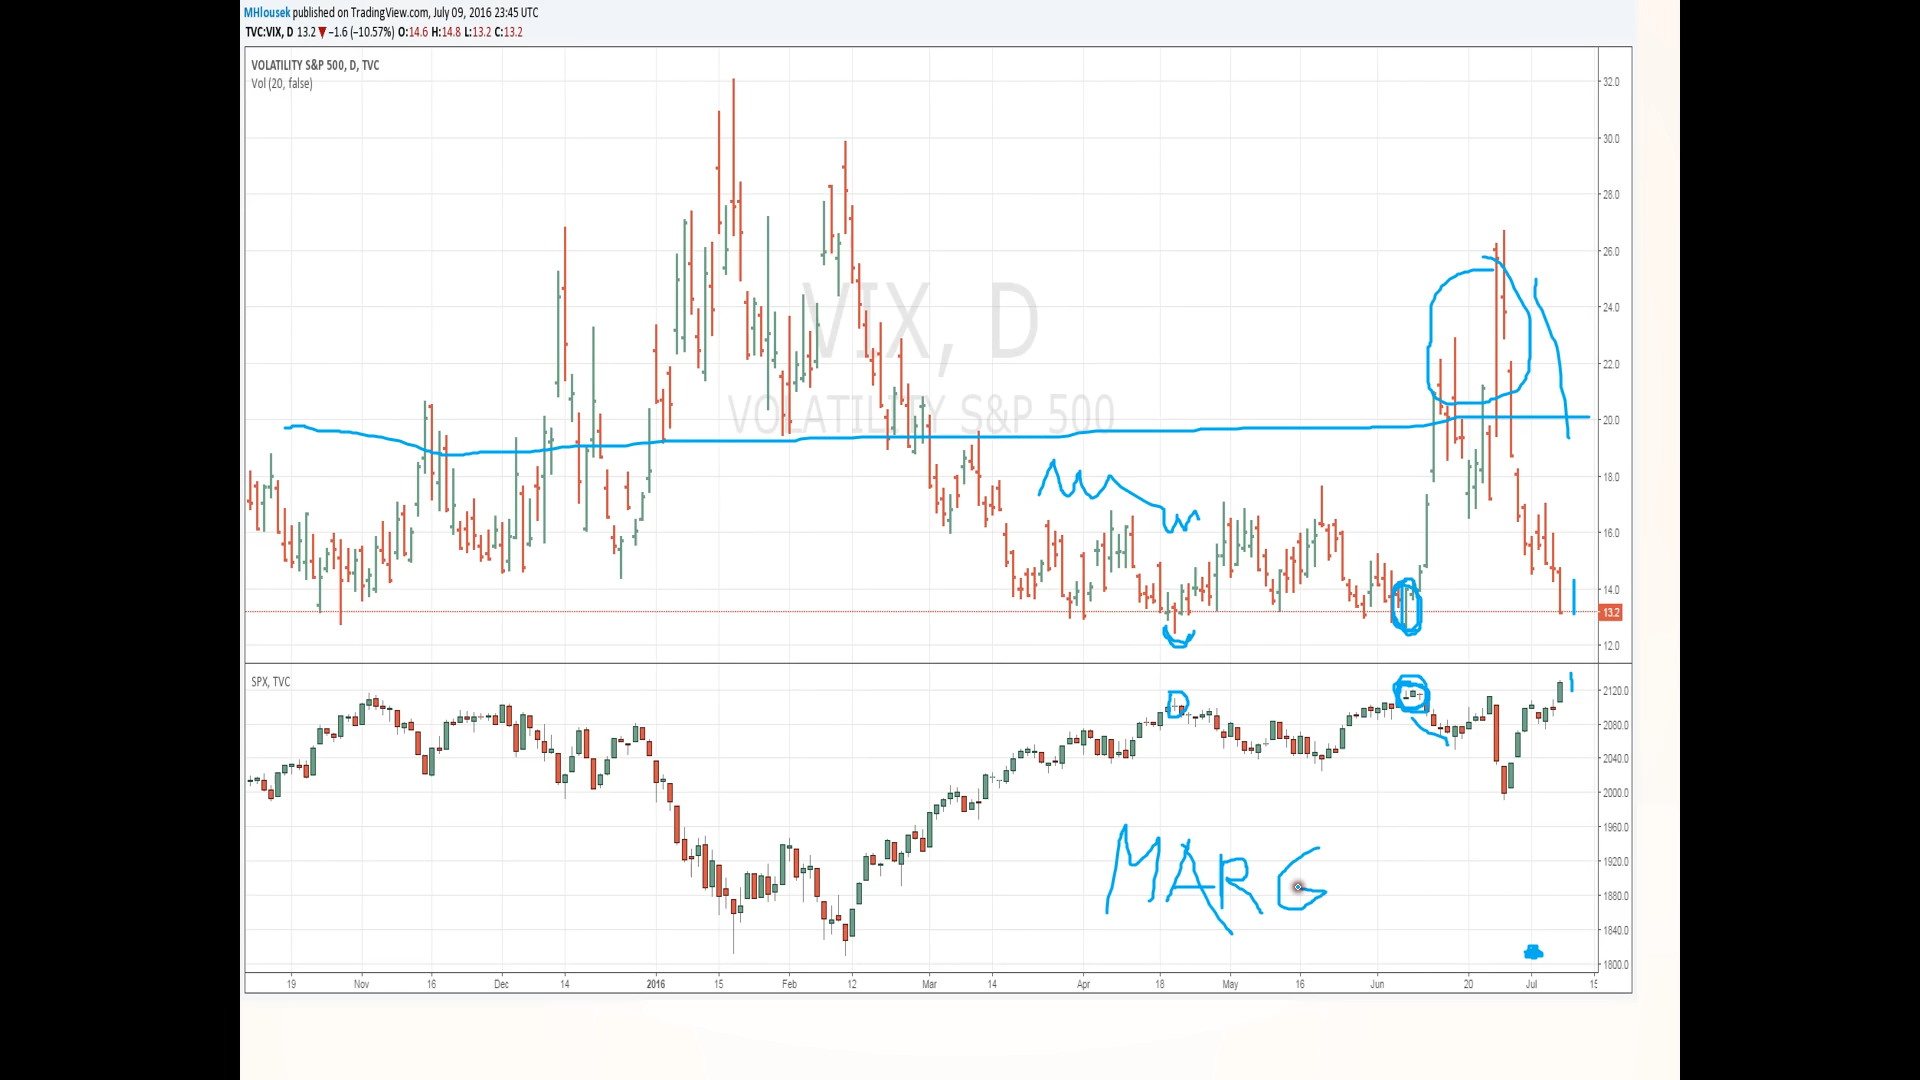 MHlousek published on TradingView.com, July 09, 2016 23:45 UTC
TVC:VIX, D 13.2 ▼ −1.6 (−10.57%) O:14.6 H:14.8 L:13.2 C:13.2
VOLATILITY S&P 500, D, TVC
Vol (20, false)
VIX, D
VOLATILITY S&P 500
32.0
30.0
28.0
26.0
24.0
22.0
20.0
18.0
16.0
14.0
13.2
12.0
SPX, TVC
2120.0
2080.0
2040.0
2000.0
1960.0
1920.0
1880.0
1840.0
1800.0
MARG
19 Nov 16 Dec 14 2016 15 Feb 12 Mar 14 Apr 18 May 16 Jun 20 Jul 15